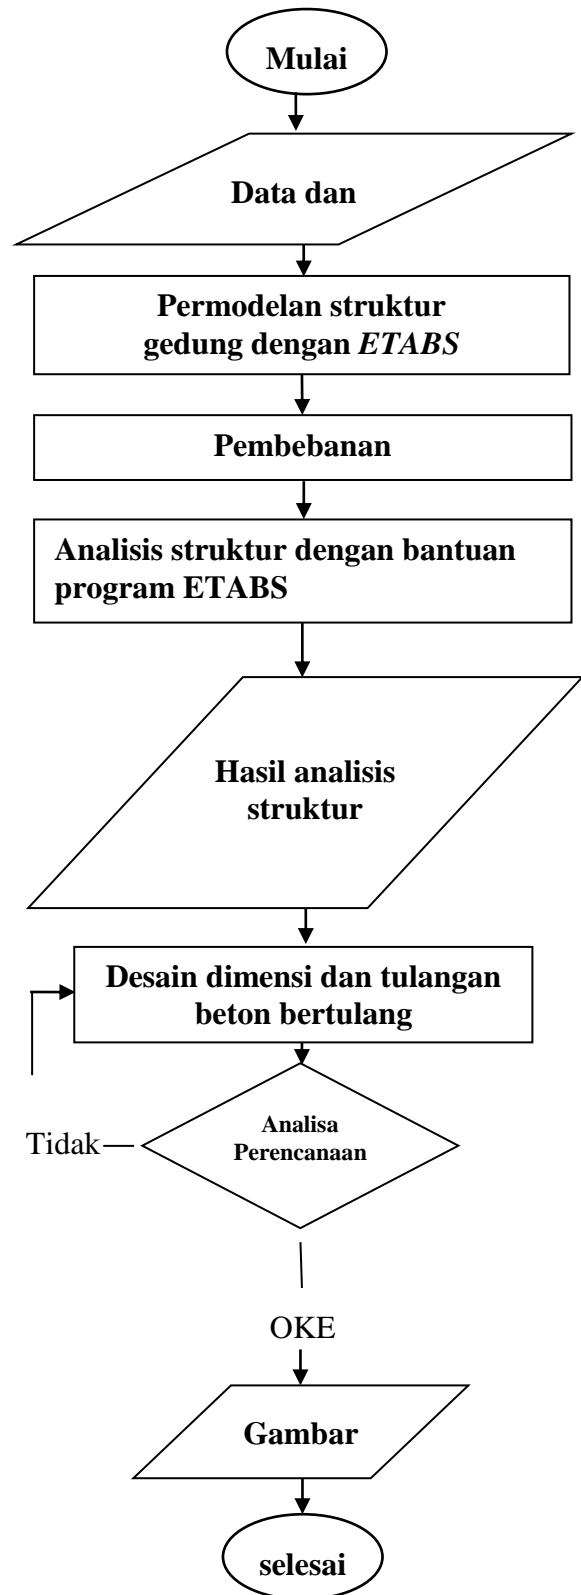 Mulai
Data dan
Permodelan struktur
gedung dengan ETABS
Pembebanan
Analisis struktur dengan bantuan
program ETABS
Hasil analisis
struktur
Desain dimensi dan tulangan
beton bertulang
Analisa
Perencanaan
Tidak
OKE
Gambar
selesai